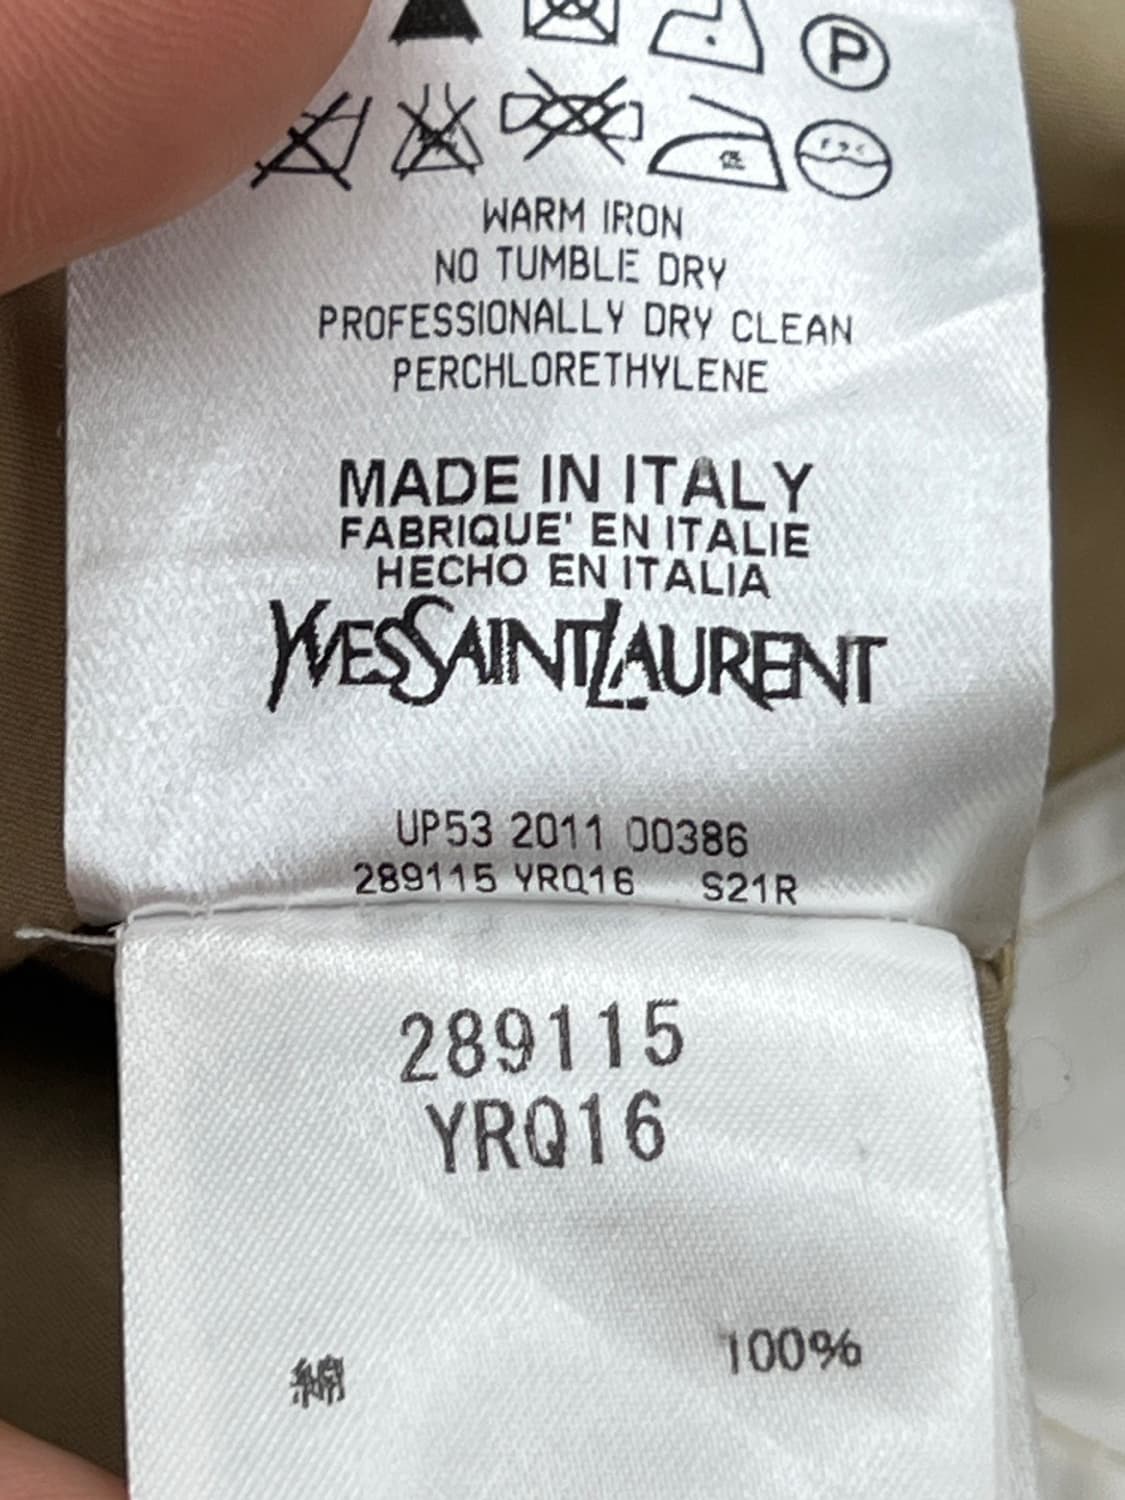 P
低
WARM IRON
NO TUMBLE DRY
PROFESSIONALLY DRY CLEAN
PERCHLORETHYLENE
MADE IN ITALY
FABRIQUE' EN ITALIE
HECHO EN ITALIA
YVESSAINTLAURENT
UP53 2011 00386
289115 YRQ16 S21R
289115
YRQ16
綿 100%